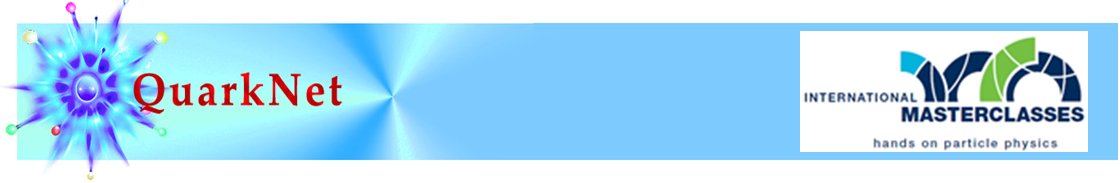 QuarkNet
INTERNATIONAL
MASTERCLASSES
hands on particle physics